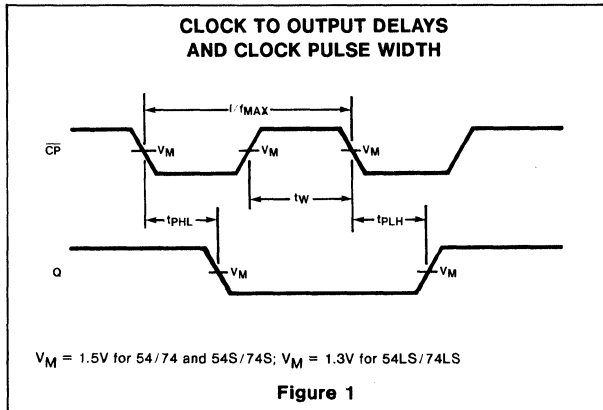 CLOCK TO OUTPUT DELAYS
AND CLOCK PULSE WIDTH
I/fMAX
CP
VM
VM
VM
tW
tPHL
tPLH
Q
VM
VM
VM = 1.5V for 54/74 and 54S/74S; VM = 1.3V for 54LS/74LS
Figure 1